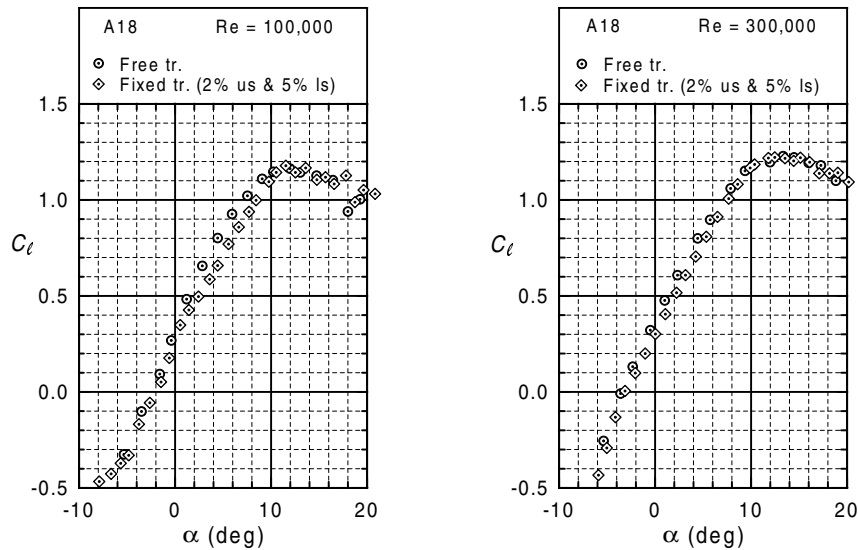 A18 Re = 100,000
Free tr.
Fixed tr. (2% us & 5% ls)
1.5
1.0
Cℓ
0.5
0.0
-0.5
-10 0 10 20
α (deg)
A18 Re = 300,000
Free tr.
Fixed tr. (2% us & 5% ls)
1.5
1.0
Cℓ
0.5
0.0
-0.5
-10 0 10 20
α (deg)